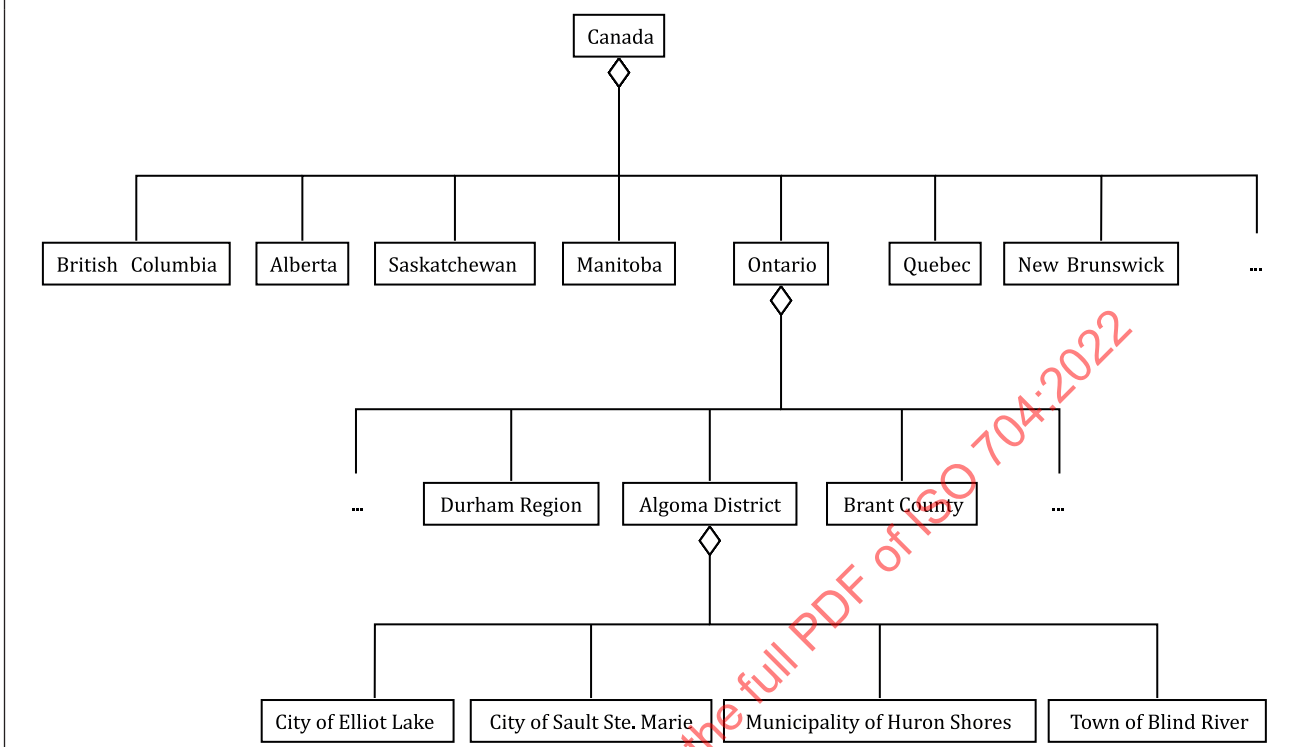 Canada
British Columbia Alberta Saskatchewan Manitoba Ontario Quebec New Brunswick ...
... Durham Region Algoma District Brant County ...
City of Elliot Lake City of Sault Ste. Marie Municipality of Huron Shores Town of Blind River
the full PDF of ISO 704:2022